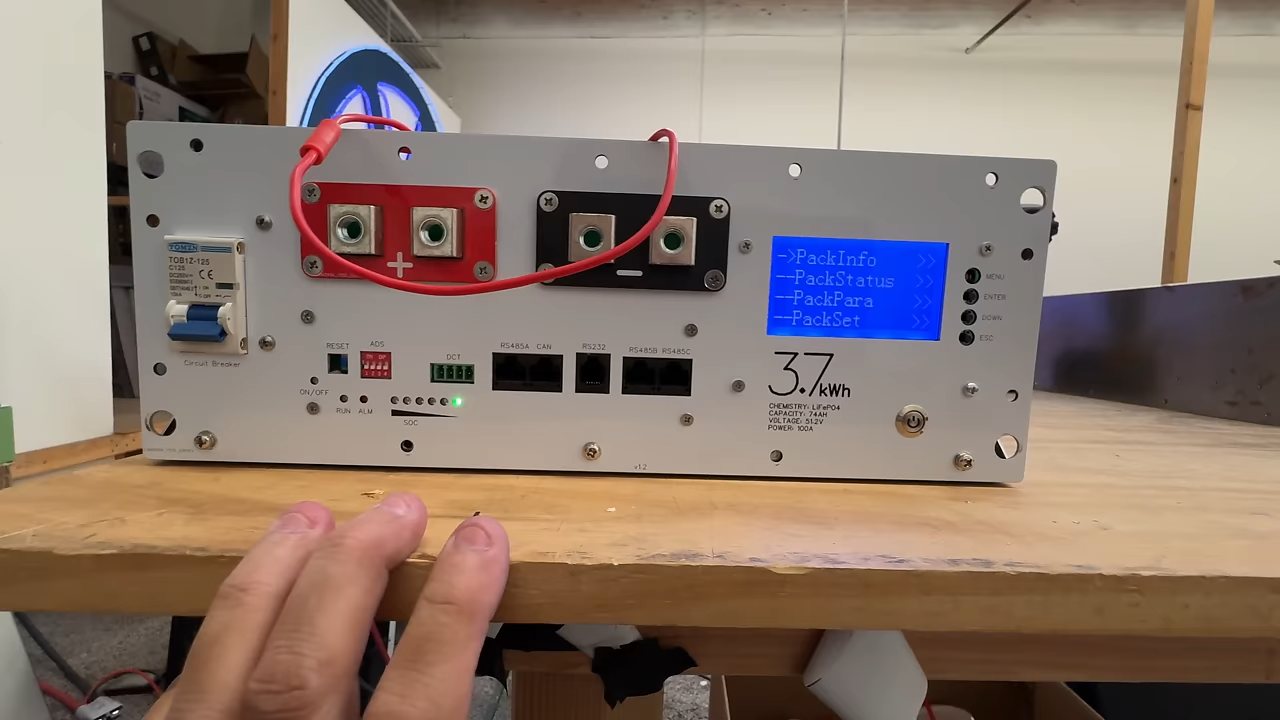 TOMZN
TOB1Z-125
C125
CE
Circuit Breaker
+
−
->PackInfo >>
--PackStatus >>
--PackPara >>
--PackSet >>
MENU
ENTER
DOWN
ESC
RESET
ADS
DCT
RS485A CAN
RS232
RS485B RS485C
ON/OFF
RUN ALM
SOC
3.7kWh
CHEMISTRY: LiFePO4
CAPACITY: 74AH
VOLTAGE: 51.2V
POWER: 100A
v1.2